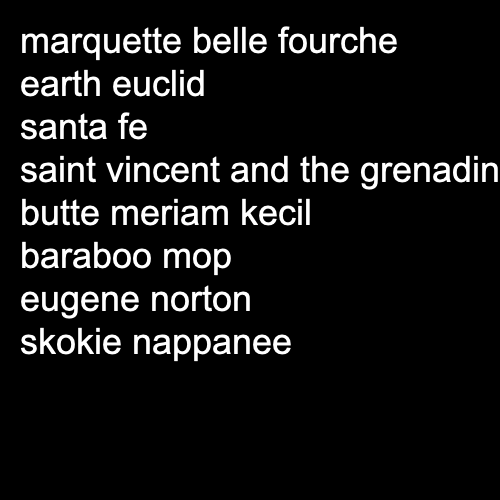 marquette belle fourche
earth euclid
santa fe
saint vincent and the grenadin
butte meriam kecil
baraboo mop
eugene norton
skokie nappanee